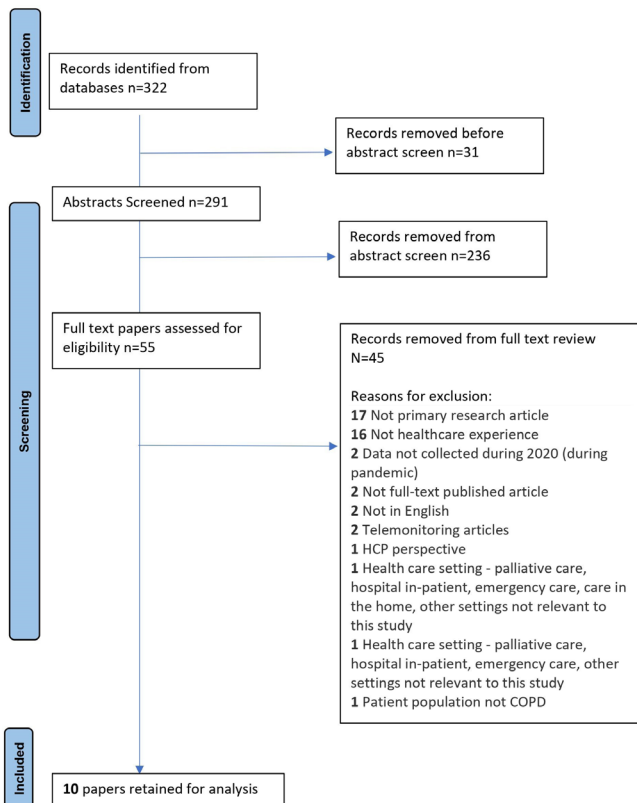 Identification
Records identified from
databases n=322
Records removed before
abstract screen n=31
Screening
Abstracts Screened n=291
Records removed from
abstract screen n=236
Full text papers assessed for
eligibility n=55
Records removed from full text review
N=45
Reasons for exclusion:
17 Not primary research article
16 Not healthcare experience
2 Data not collected during 2020 (during
pandemic)
2 Not full-text published article
2 Not in English
2 Telemonitoring articles
1 HCP perspective
1 Health care setting - palliative care,
hospital in-patient, emergency care, care in
the home, other settings not relevant to
this study
1 Health care setting - palliative care,
hospital in-patient, emergency care, other
settings not relevant to this study
1 Patient population not COPD
Included
10 papers retained for analysis